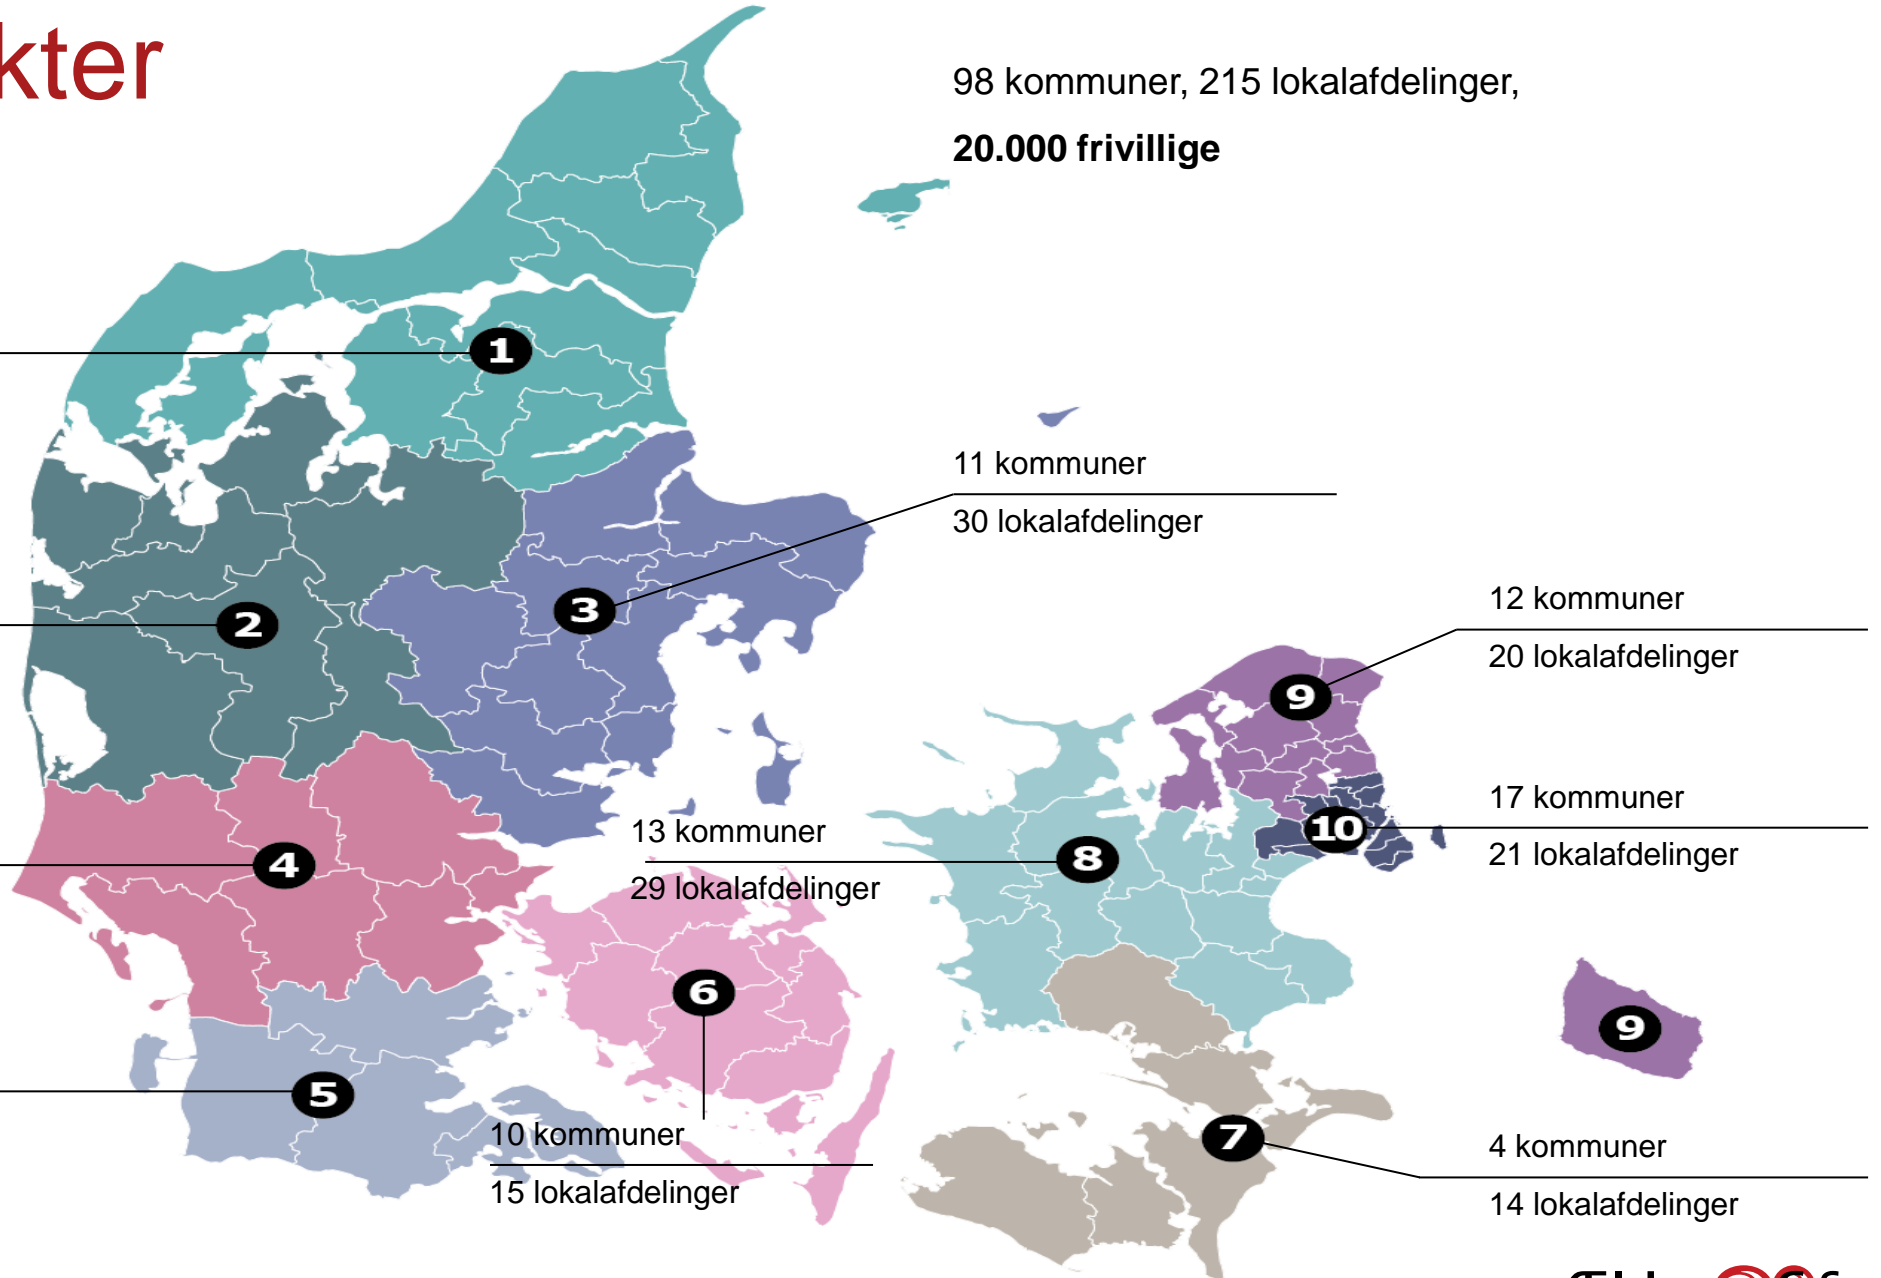 kter
98 kommuner, 215 lokalafdelinger,
20.000 frivillige
1
11 kommuner
30 lokalafdelinger
2
3
12 kommuner
20 lokalafdelinger
9
17 kommuner
21 lokalafdelinger
10
13 kommuner
29 lokalafdelinger
8
4
6
9
5
10 kommuner
15 lokalafdelinger
7
4 kommuner
14 lokalafdelinger